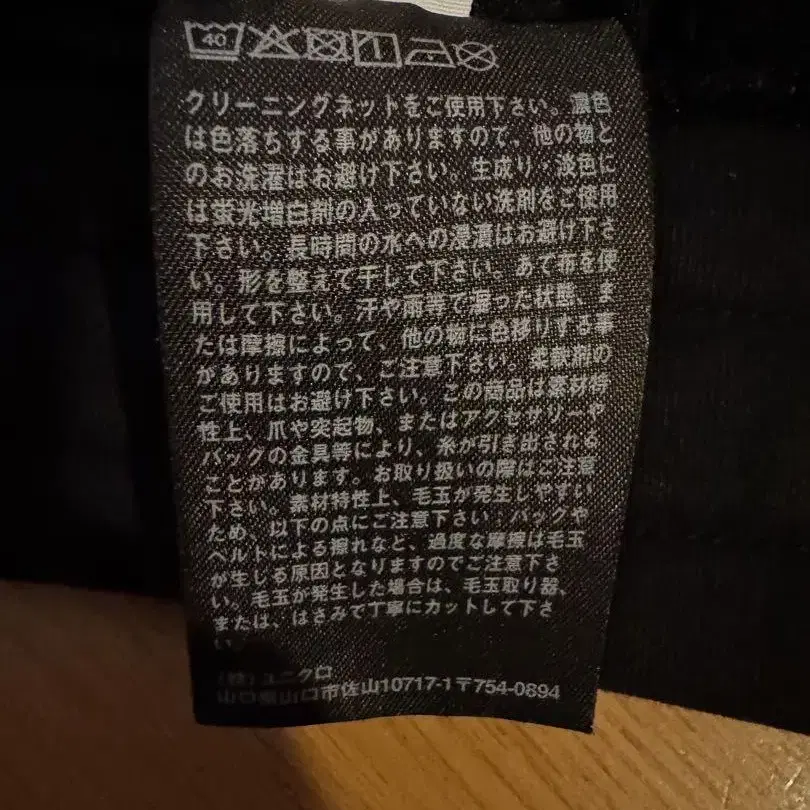 40
クリーニングネットをご使用下さい。濃色
は色落ちする事がありますので、他の物と
のお洗濯はお避け下さい。生成り・淡色に
は蛍光増白剤の入っていない洗剤をご使用
下さい。長時間の水への浸漬はお避け下さ
い。形を整えて干して下さい。あて布を使
用して下さい。汗や雨等で湿った状態、ま
たは摩擦によって、他の物に色移りする事
がありますので、ご注意下さい。柔軟剤の
ご使用はお避け下さい。この商品は素材特
性上、爪や突起物、またはアクセサリーや
バッグの金具等により、糸が引き出される
ことがあります。お取り扱いの際はご注意
下さい。素材特性上、毛玉が発生しやすい
ため、以下の点にご注意下さい:バッグや
ベルトによる擦れなど、過度な摩擦は毛玉
が生じる原因となりますのでご注意下さ
い。毛玉が発生した場合は、毛玉取り器、
または、はさみで丁寧にカットして下さ
い。
(株)ユニクロ
山口県山口市佐山10717-1〒754-0894